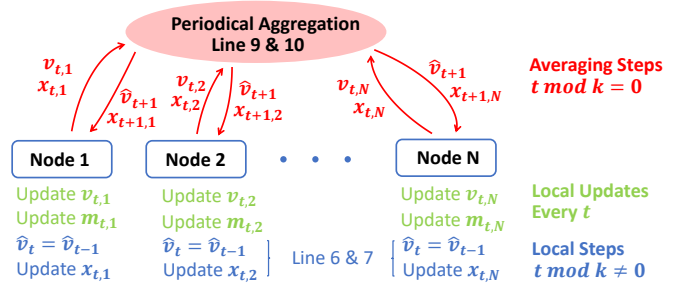 Periodical Aggregation
Line 9 & 10
v_{t,1}
x_{t,1}
v̂_{t+1}
x_{t+1,1}
v_{t,2}
x_{t,2}
v̂_{t+1}
x_{t+1,2}
v_{t,N}
x_{t,N}
v̂_{t+1}
x_{t+1,N}
Averaging Steps
t mod k = 0
Node 1
Node 2
. . .
Node N
Update v_{t,1}
Update m_{t,1}
Update v_{t,2}
Update m_{t,2}
Update v_{t,N}
Update m_{t,N}
Local Updates
Every t
v̂_t = v̂_{t-1}
Update x_{t,1}
v̂_t = v̂_{t-1}
Update x_{t,2}
Line 6 & 7
v̂_t = v̂_{t-1}
Update x_{t,N}
Local Steps
t mod k ≠ 0